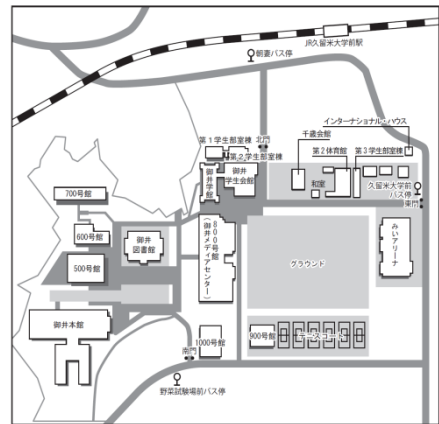 JR久留米大学前駅
朝妻バス停
インターナショナル・ハウス
千歳会館
第1学生部室棟
北門
第2体育館
第3学生部室棟
第2学生部室棟
御井学館
御井
学生会館
和室
久留米大学前
バス停
東門
700号館
600号館
御井
図書館
800号館
(御井メディアセンター)
みいアリーナ
500号館
グラウンド
御井本館
1000号館
900号館
テニスコート
南門
野菜試験場前バス停